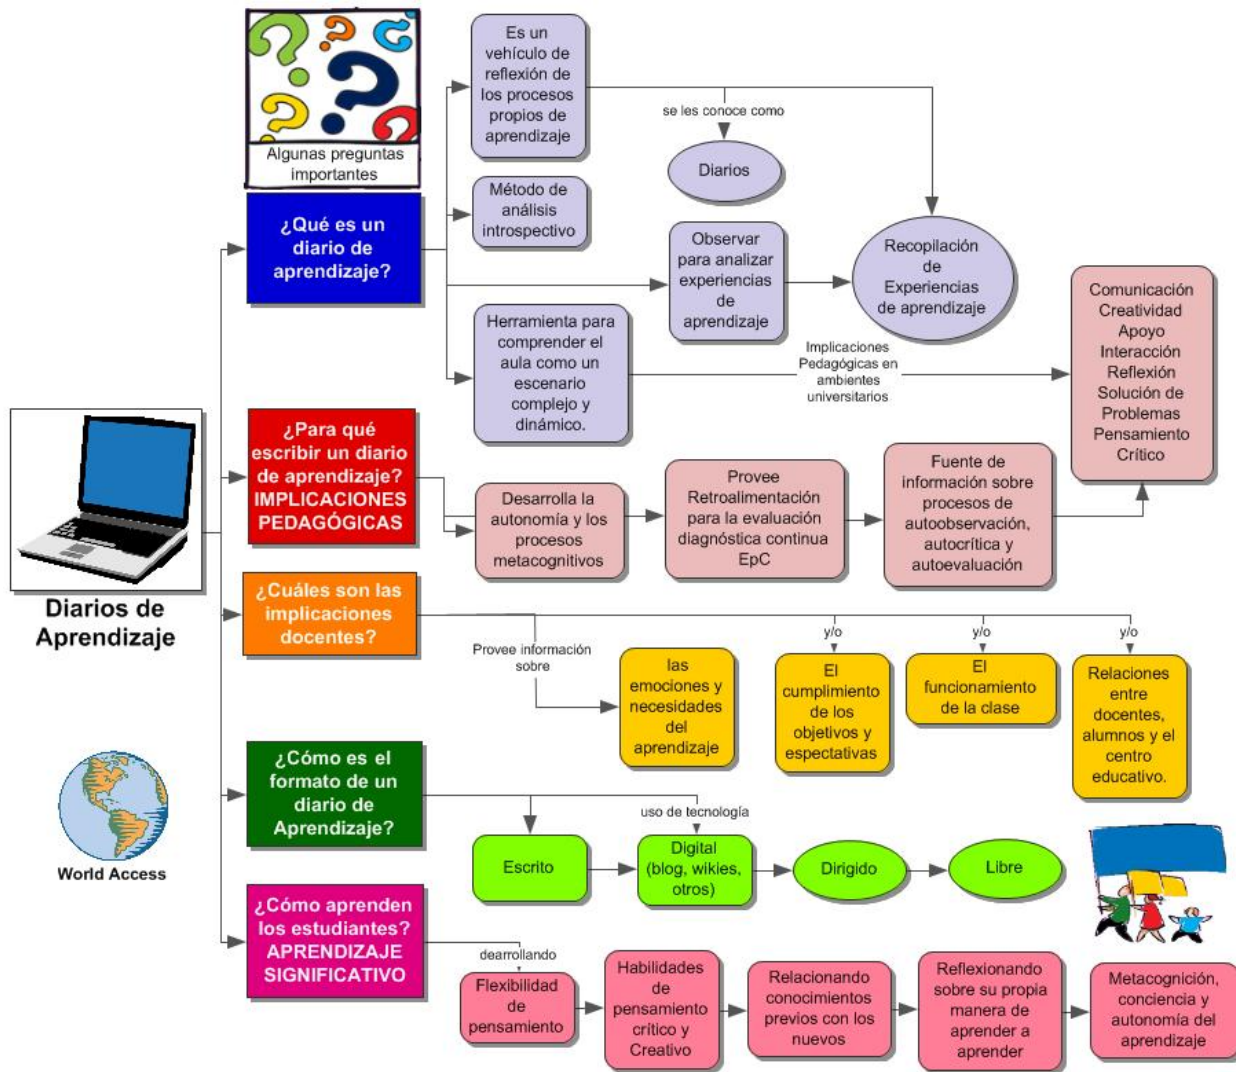 Algunas preguntas
importantes
¿Qué es un
diario de
aprendizaje?
Es un
vehículo de
reflexión de
los procesos
propios de
aprendizaje
se les conoce como
Diarios
Método de
análisis
introspectivo
Observar
para analizar
experiencias
de
aprendizaje
Recopilación
de
Experiencias
de aprendizaje
Herramienta para
comprender el
aula como un
escenario
complejo y
dinámico.
Implicaciones
Pedagógicas en
ambientes
universitarios
Comunicación
Creatividad
Apoyo
Interacción
Reflexión
Solución de
Problemas
Pensamiento
Crítico
Diarios de
Aprendizaje
¿Para qué
escribir un diario
de aprendizaje?
IMPLICACIONES
PEDAGÓGICAS
Desarrolla la
autonomía y los
procesos
metacognitivos
Provee
Retroalimentación
para la evaluación
diagnóstica continua
EpC
Fuente de
información sobre
procesos de
autoobservación,
autocrítica y
autoevaluación
¿Cuáles son las
implicaciones
docentes?
Provee información
sobre
las
emociones y
necesidades
del
aprendizaje
y/o
El
cumplimiento
de los
objetivos y
espectativas
y/o
El
funcionamiento
de la clase
y/o
Relaciones
entre
docentes,
alumnos y el
centro
educativo.
World Access
¿Cómo es el
formato de un
diario de
Aprendizaje?
Escrito
uso de tecnología
Digital
(blog, wikies,
otros)
Dirigido
Libre
¿Cómo aprenden
los estudiantes?
APRENDIZAJE
SIGNIFICATIVO
dearrollando
Flexibilidad
de
pensamiento
Habilidades
de
pensamiento
crítico y
Creativo
Relacionando
conocimientos
previos con los
nuevos
Reflexionando
sobre su propia
manera de
aprender a
aprender
Metacognición,
conciencia y
autonomía del
aprendizaje